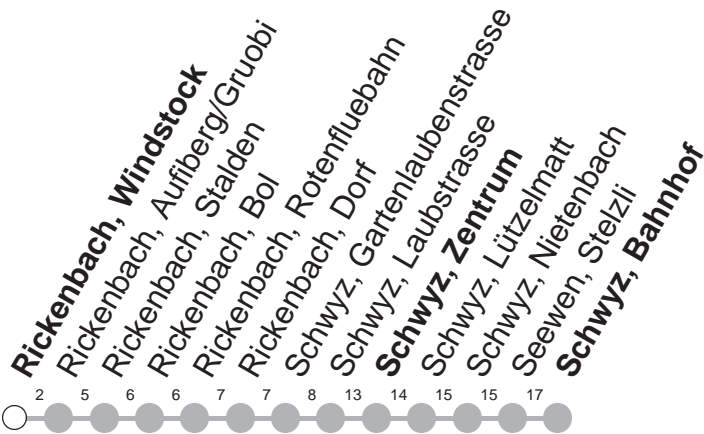 Rickenbach, Windstock
Rickenbach, Aufiberg/Gruobi
Rickenbach, Stalden
Rickenbach, Bol
Rickenbach, Rotenfluebahn
Rickenbach, Dorf
Schwyz, Gartenlaubenstrasse
Schwyz, Laubstrasse
Schwyz, Zentrum
Schwyz, Lützelmatt
Schwyz, Nietenbach
Seewen, Stelzli
Schwyz, Bahnhof
2 5 6 6 7 7 8 13 14 15 15 17